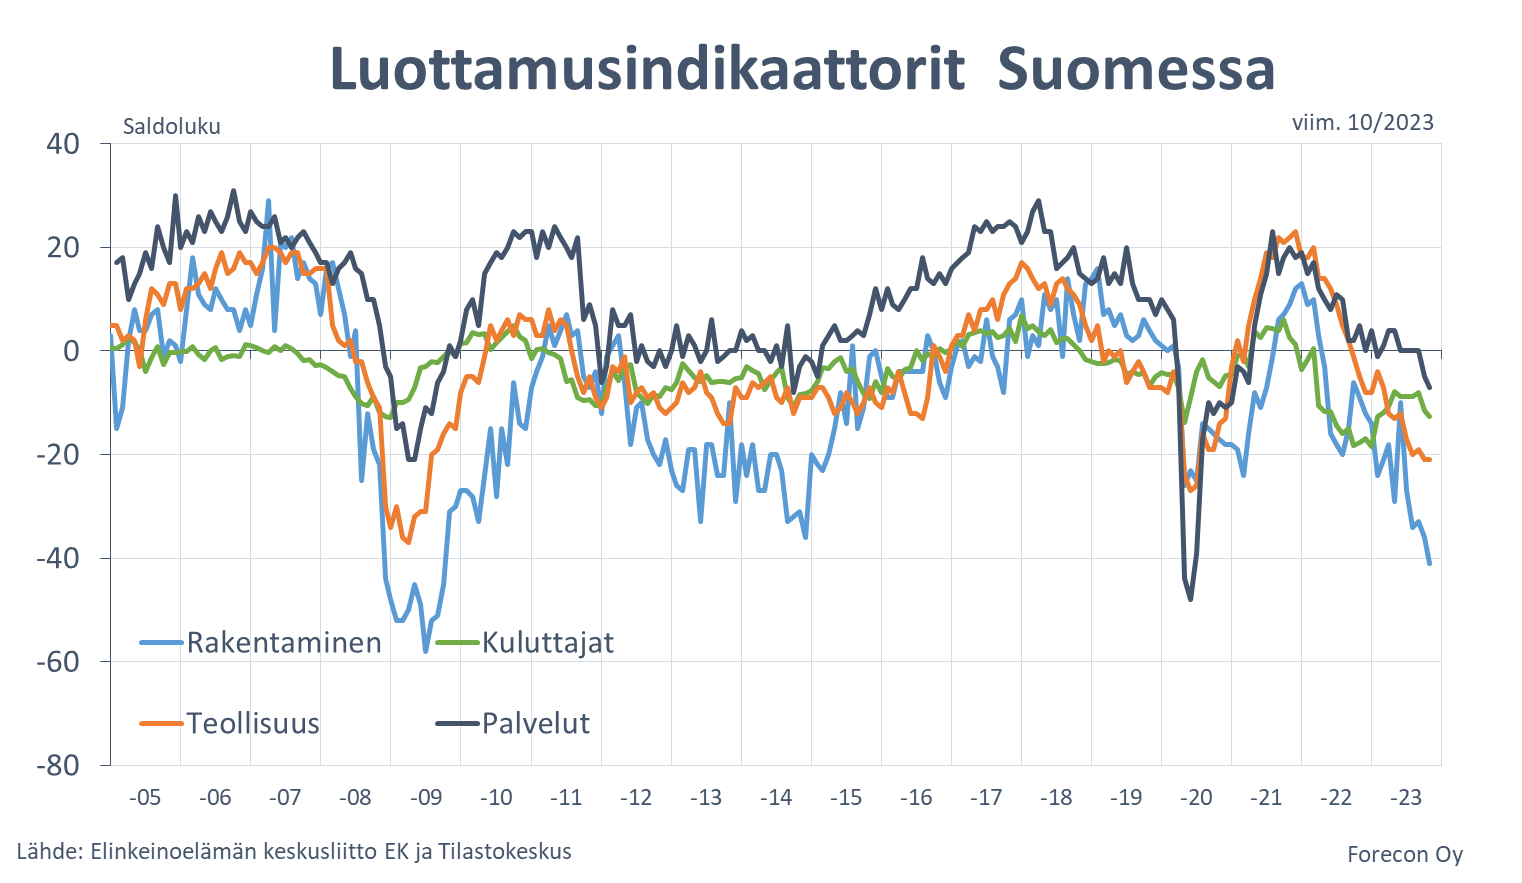 Luottamusindikaattorit Suomessa
Saldoluku
viim. 10/2023
40
20
0
-20
-40
-60
-80
Rakentaminen
Kuluttajat
Teollisuus
Palvelut
-05 -06 -07 -08 -09 -10 -11 -12 -13 -14 -15 -16 -17 -18 -19 -20 -21 -22 -23
Lähde: Elinkeinoelämän keskusliitto EK ja Tilastokeskus
Forecon Oy